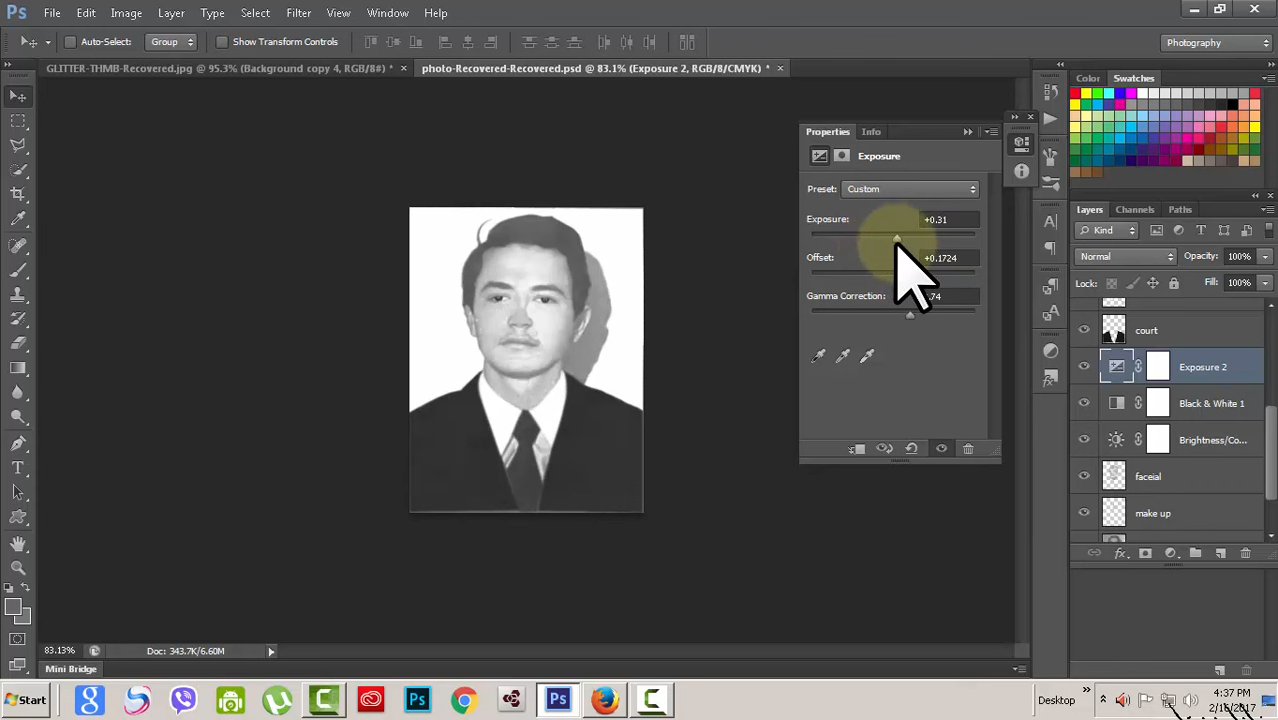 Ps File Edit Image Layer Type Select Filter View Window Help
Auto-Select: Group Show Transform Controls Photography
GLITTER-THMB-Recovered.jpg @ 95.3% (Background copy 4, RGB/8#) * × photo-Recovered-Recovered.psd @ 83.1% (Exposure 2, RGB/8/CMYK) * ×
Color Swatches
Properties Info
Exposure
Preset: Custom
Exposure: +0.31
Offset: +0.1724
Gamma Correction: .74
Layers Channels Paths
Kind
Normal Opacity: 100%
Lock: Fill: 100%
court
Exposure 2
Black & White 1
Brightness/Co...
faceial
make up
83.13% Doc: 343.7K/6.60M
Mini Bridge
Start Desktop 4:37 PM
2/16/2017